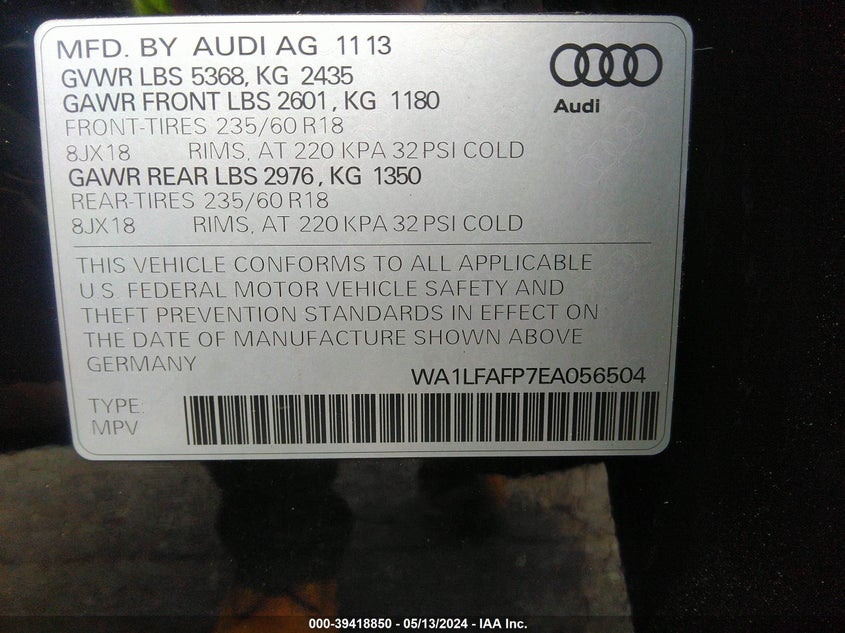 MFD. BY AUDI AG 11 13
GVWR LBS 5368, KG 2435
GAWR FRONT LBS 2601, KG 1180
FRONT-TIRES 235/60 R18
8JX18 RIMS, AT 220 KPA 32 PSI COLD
GAWR REAR LBS 2976, KG 1350
REAR-TIRES 235/60 R18
8JX18 RIMS, AT 220 KPA 32 PSI COLD
Audi
THIS VEHICLE CONFORMS TO ALL APPLICABLE
U.S. FEDERAL MOTOR VEHICLE SAFETY AND
THEFT PREVENTION STANDARDS IN EFFECT ON
THE DATE OF MANUFACTURE SHOWN ABOVE
GERMANY
WA1LFAFP7EA056504
TYPE:
MPV
000-39418850 - 05/13/2024 - IAA Inc.